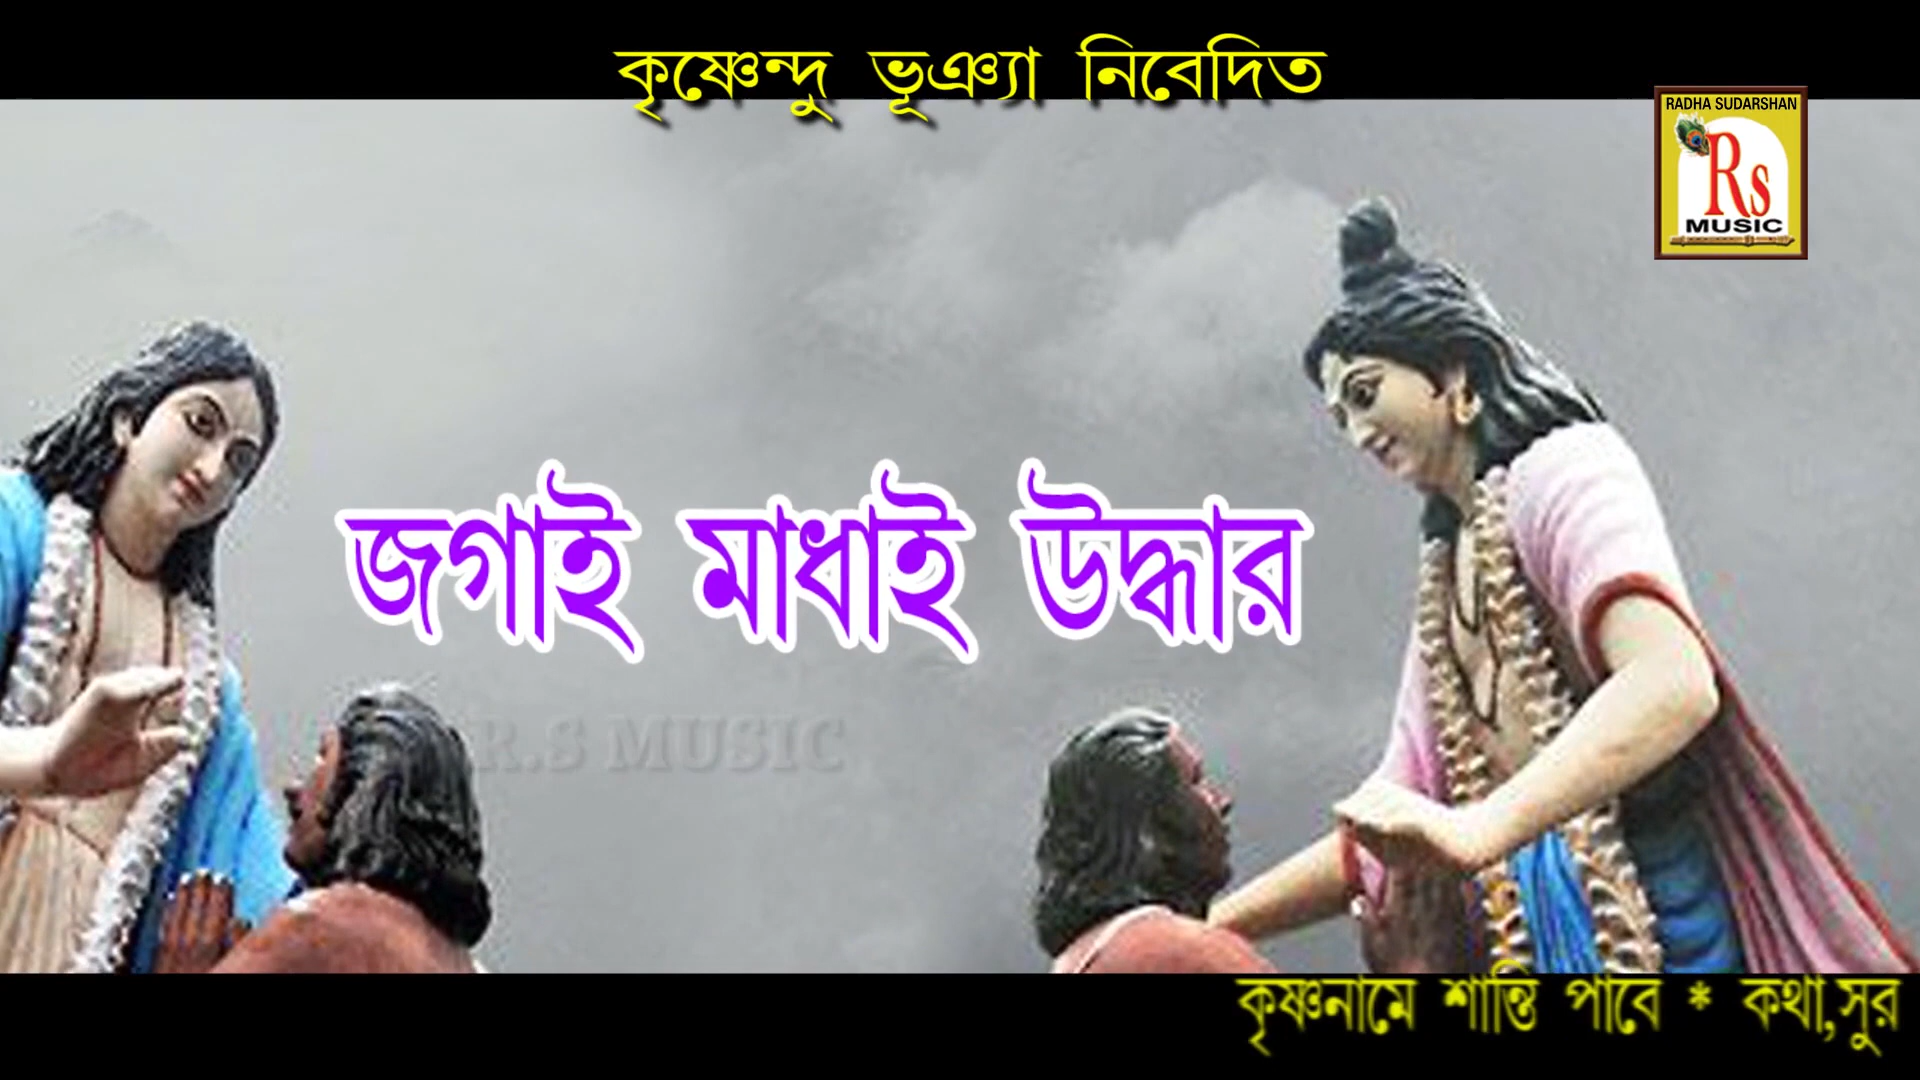 কৃষ্ণেন্দু ভূঞ্যা নিবেদিত
RADHA SUDARSHAN
Rs
MUSIC
জগাই মাধাই উদ্ধার
R.S MUSIC
কৃষ্ণনামে শান্তি পাবে * কথা,সুর